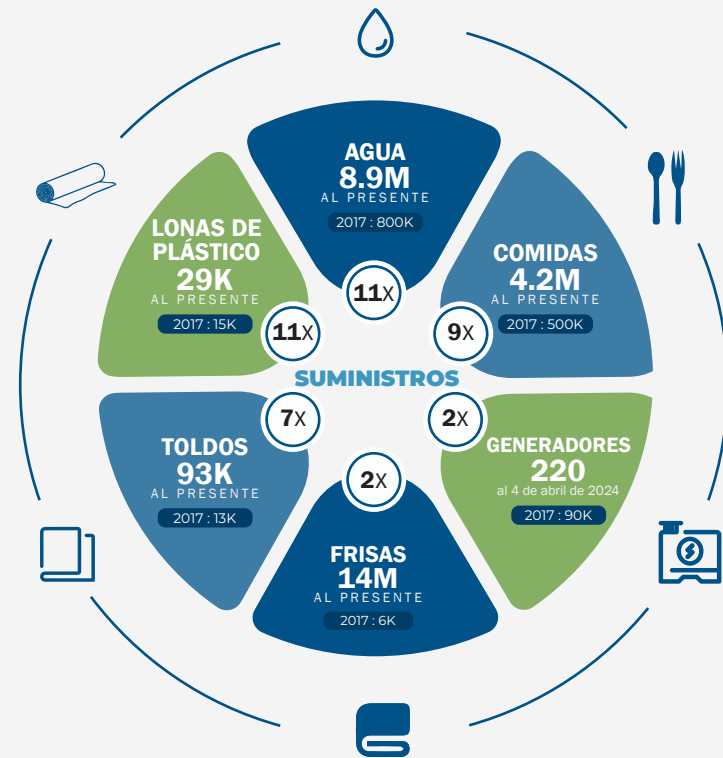 AGUA
8.9M
AL PRESENTE
2017 : 800K
11X
COMIDAS
4.2M
AL PRESENTE
2017 : 500K
9X
LONAS DE
PLÁSTICO
29K
AL PRESENTE
2017 : 15K
11X
SUMINISTROS
TOLDOS
93K
AL PRESENTE
2017 : 13K
7X
GENERADORES
220
al 4 de abril de 2024
2017 : 90K
2X
FRISAS
14M
AL PRESENTE
2017 : 6K
2X